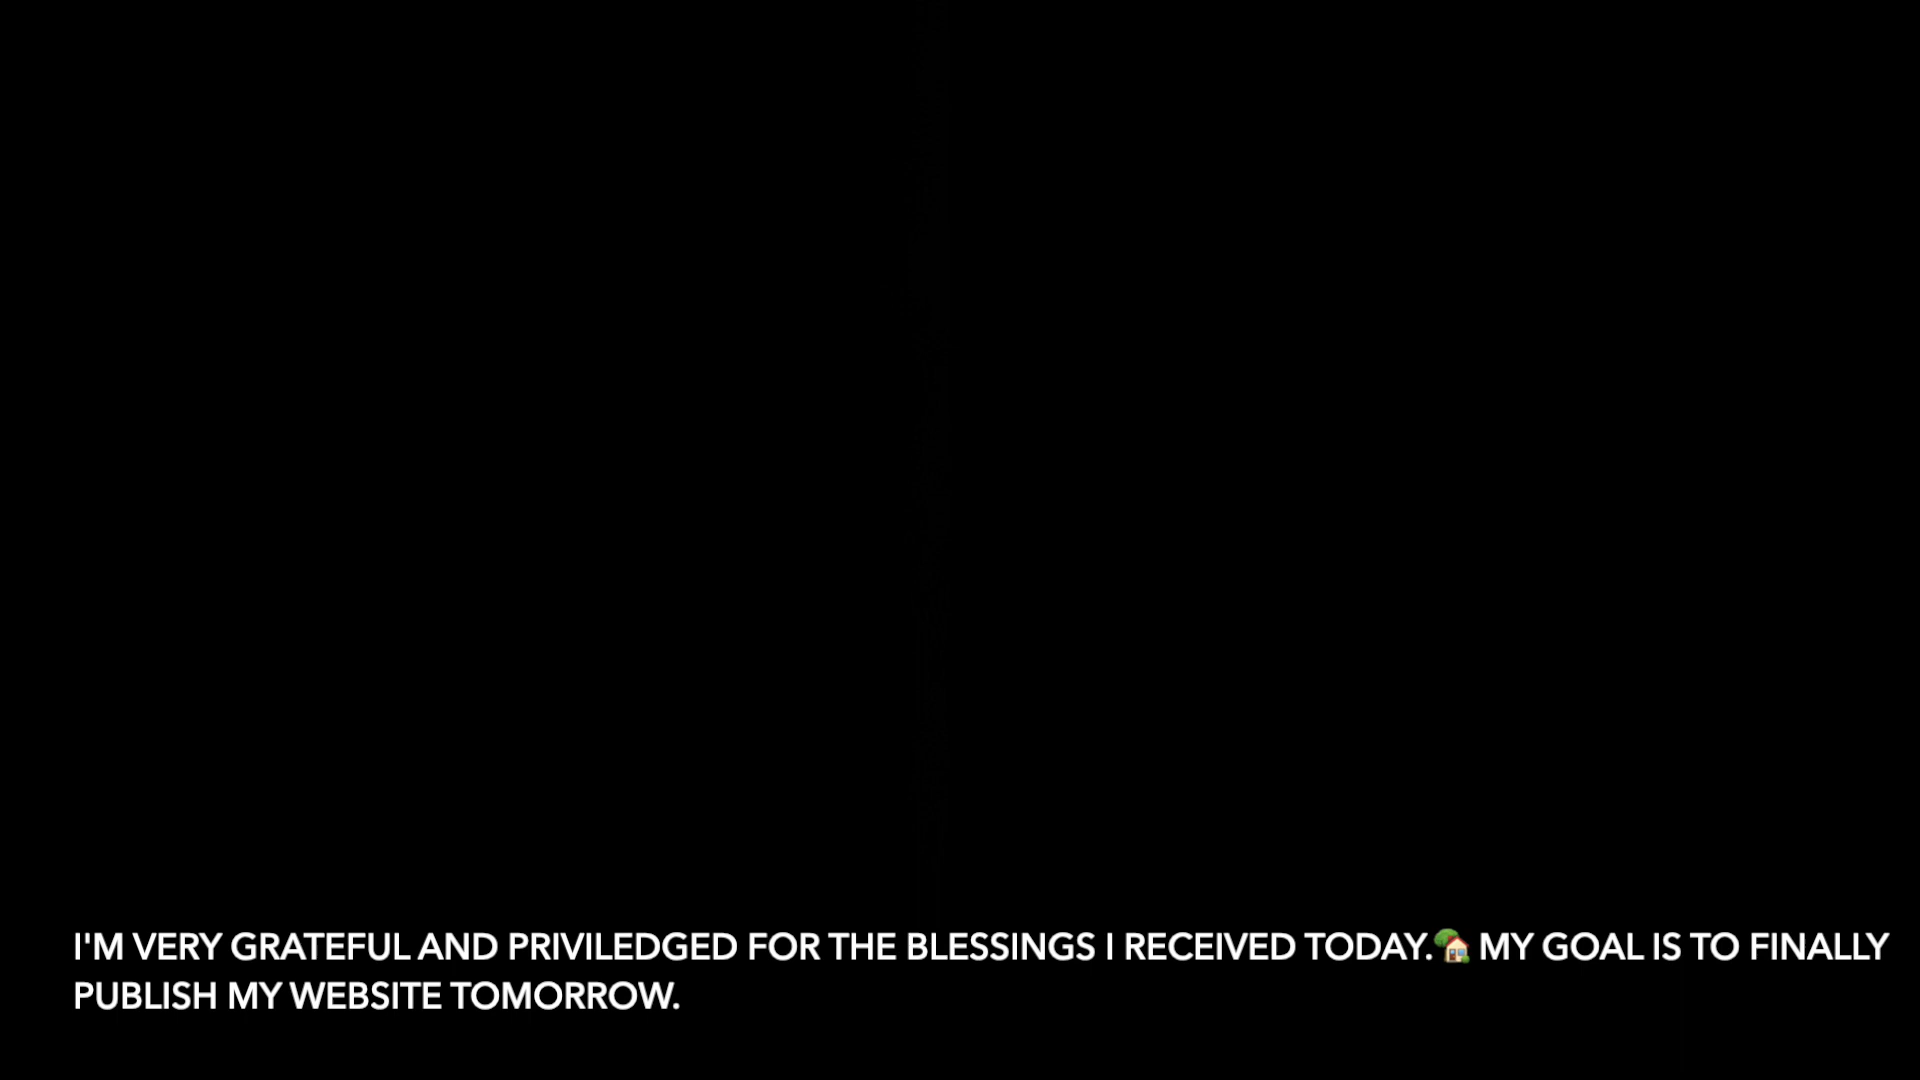 I'M VERY GRATEFUL AND PRIVILEDGED FOR THE BLESSINGS I RECEIVED TODAY.🏡 MY GOAL IS TO FINALLY
PUBLISH MY WEBSITE TOMORROW.